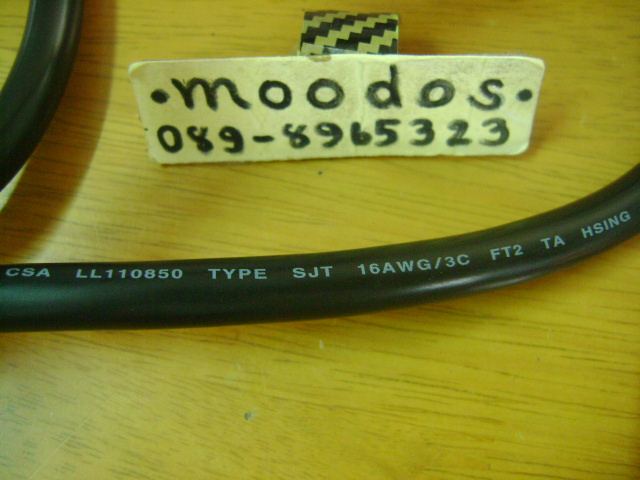 •moodos•
089-8965323
CSA LL110850 TYPE SJT 16AWG/3C FT2 TA HSING